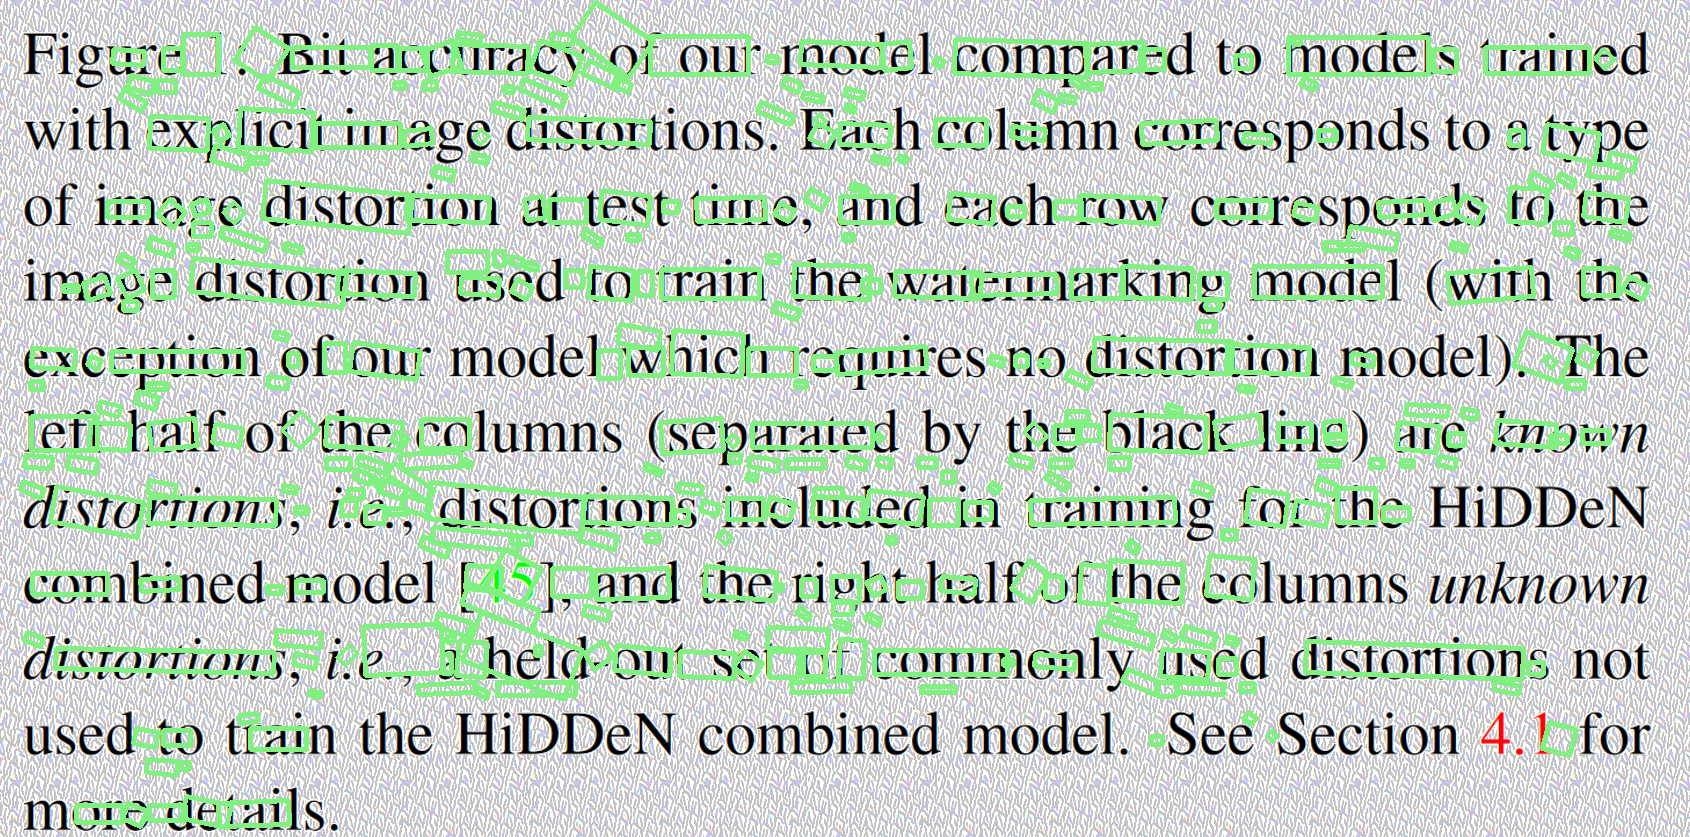 Figure 7. Bit accuracy of our model compared to models trained
with explicit image distortions. Each column corresponds to a type
of image distortion at test time, and each row corresponds to the
image distortion used to train the watermarking model (with the
exception of our model which requires no distortion model). The
left half of the columns (separated by the black line) are known
distortions, i.e., distortions included in training for the HiDDeN
combined model [45], and the right half of the columns unknown
distortions, i.e., a held out set of commonly used distortions not
used to train the HiDDeN combined model. See Section 4.1 for
more details.